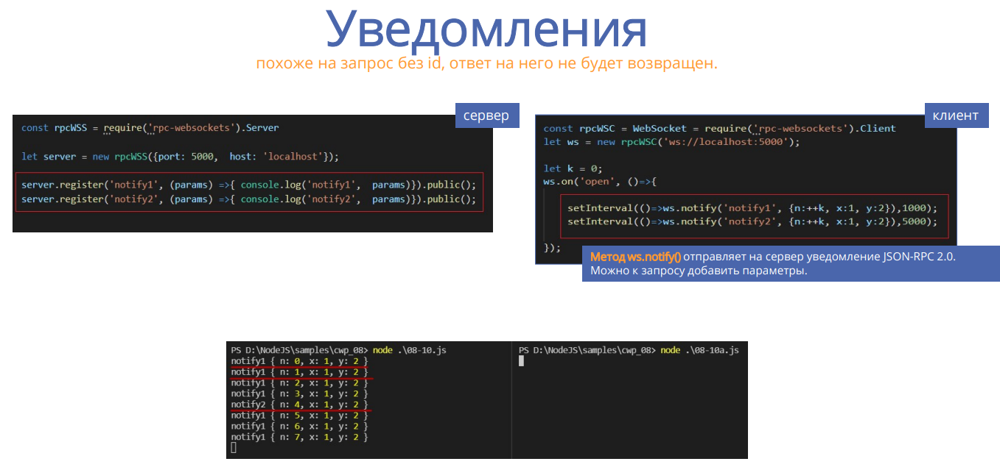 Уведомления
похоже на запрос без id, ответ на него не будет возвращен.
сервер
const rpcWSS = require('rpc-websockets').Server
let server = new rpcWSS({port: 5000, host: 'localhost'});
server.register('notify1', (params) =>{ console.log('notify1', params)}).public();
server.register('notify2', (params) =>{ console.log('notify2', params)}).public();
клиент
const rpcWSC = WebSocket = require('rpc-websockets').Client
let ws = new rpcWSC('ws://localhost:5000');
let k = 0;
ws.on('open', ()=>{
setInterval(()=>ws.notify('notify1', {n:++k, x:1, y:2}),1000);
setInterval(()=>ws.notify('notify2', {n:++k, x:1, y:2}),5000);
});
Метод ws.notify() отправляет на сервер уведомление JSON-RPC 2.0.
Можно к запросу добавить параметры.
PS D:\NodeJS\samples\cwp_08> node .\08-10.js
notify1 { n: 0, x: 1, y: 2 }
notify1 { n: 1, x: 1, y: 2 }
notify1 { n: 2, x: 1, y: 2 }
notify1 { n: 3, x: 1, y: 2 }
notify2 { n: 4, x: 1, y: 2 }
notify1 { n: 5, x: 1, y: 2 }
notify1 { n: 6, x: 1, y: 2 }
notify1 { n: 7, x: 1, y: 2 }
PS D:\NodeJS\samples\cwp_08> node .\08-10a.js